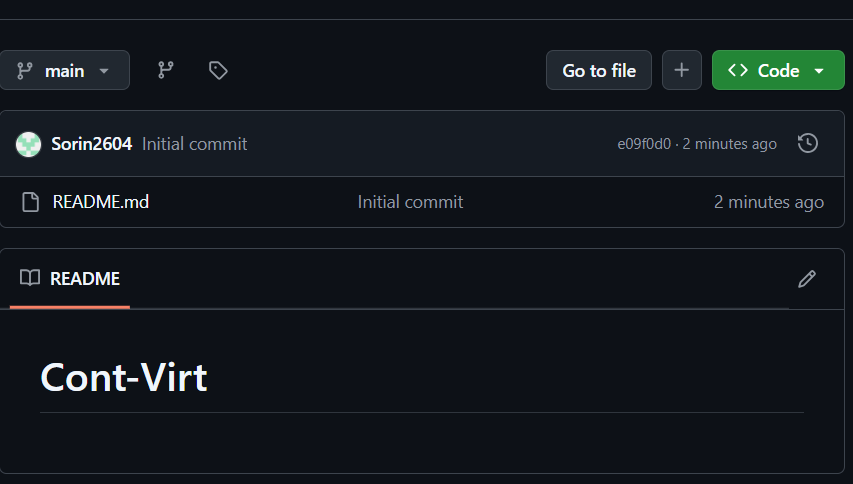 main Go to file Code
Sorin2604 Initial commit e09f0d0 · 2 minutes ago
README.md Initial commit 2 minutes ago
README
Cont-Virt